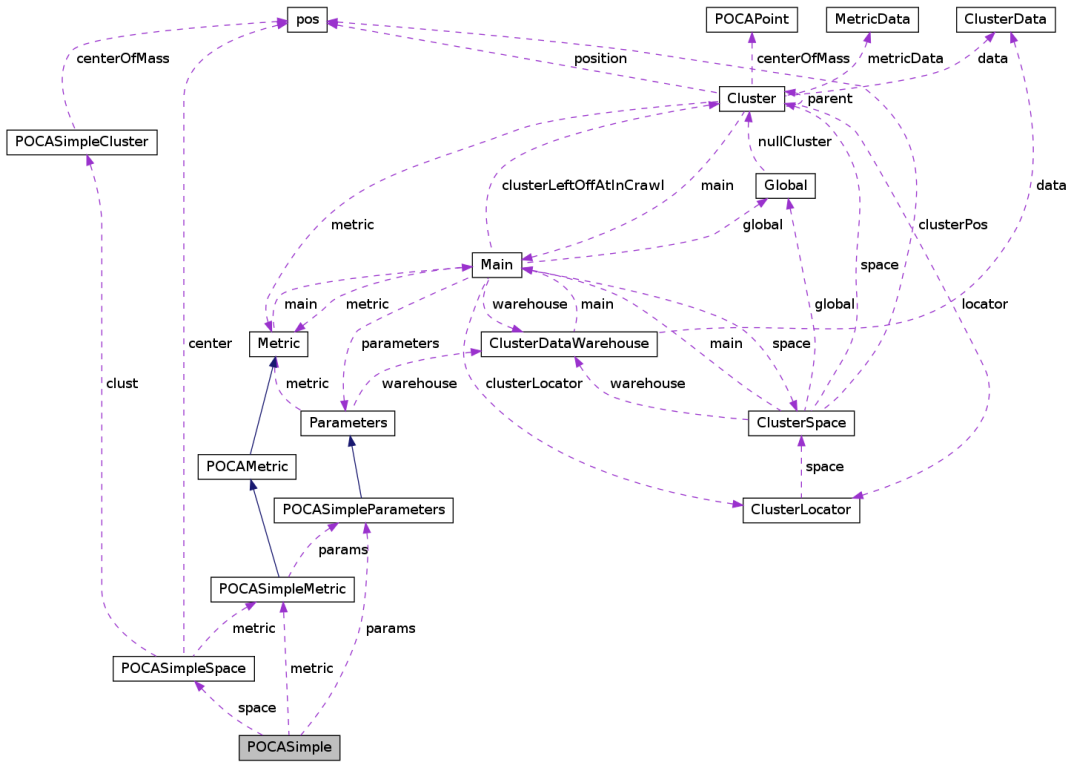 pos
POCAPoint
MetricData
ClusterData
centerOfMass
position
centerOfMass
metricData
data
Cluster
parent
POCASimpleCluster
nullCluster
clusterLeftOffAtInCrawl
main
Global
data
metric
global
clusterPos
Main
space
main
metric
warehouse
main
global
locator
center
Metric
parameters
ClusterDataWarehouse
main
space
clust
metric
warehouse
clusterLocator
warehouse
Parameters
ClusterSpace
POCAMetric
space
POCASimpleParameters
ClusterLocator
params
POCASimpleMetric
metric
params
POCASimpleSpace
metric
space
POCASimple